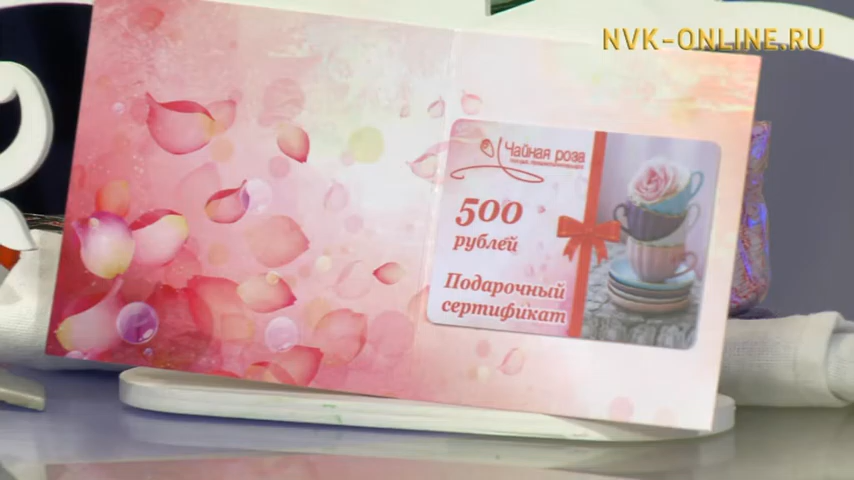 NVK-ONLINE.RU
Чайная роза
500
рублей
Подарочный
сертификат